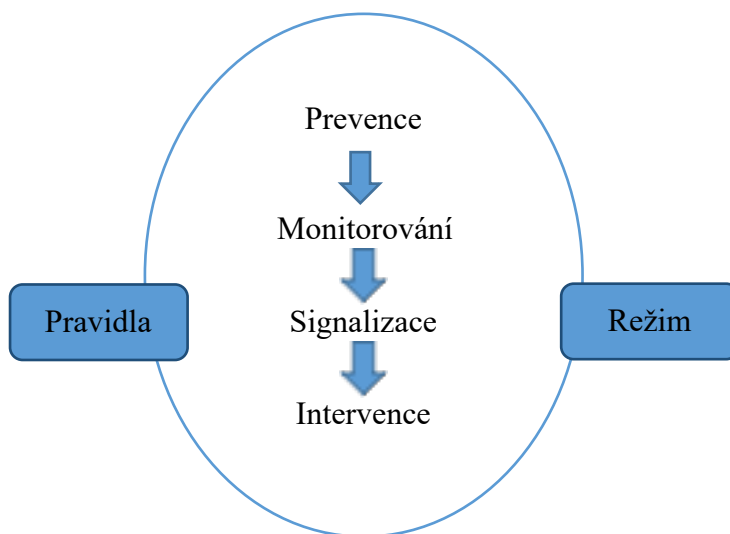 Prevence
Monitorování
Pravidla
Signalizace
Režim
Intervence